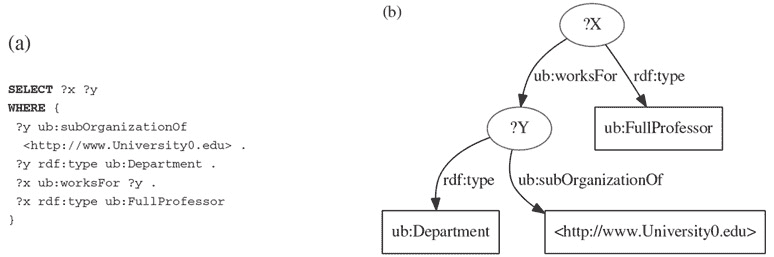 (a)
SELECT ?x ?y
WHERE {
?y ub:subOrganizationOf
<http://www.University0.edu> .
?y rdf:type ub:Department .
?x ub:worksFor ?y .
?x rdf:type ub:FullProfessor
}
(b)
?X
ub:worksFor
rdf:type
?Y
ub:FullProfessor
rdf:type
ub:subOrganizationOf
ub:Department
<http://www.University0.edu>